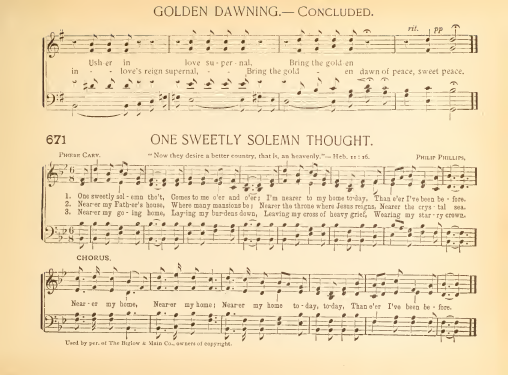 GOLDEN DAWNING.— CONCLUDED.
rit. pp
Ush-er in love su-per-nal, Bring the gold-en
in - - love's reign supernal, - - Bring the gold - - en dawn of peace, sweet peace.
671 ONE SWEETLY SOLEMN THOUGHT.
PHEBE CARY. "Now they desire a better country, that is, an heavenly."—Heb. 11: 16. PHILIP PHILLIPS,
1. One sweetly sol-emn tho't, Comes to me o'er and o'er; I'm nearer to my home to-day, Than e'er I've been be - fore.
2. Near-er my Father's house, Where many mansions be; Nearer the throne where Jesus reigns, Nearer the crys-tal sea.
3. Near-er my go-ing home, Lay-ing my burdens down, Leaving my cross of heavy grief, Wearing my star-ry crown.
CHORUS.
Near-er my home, Near-er my home; Near-er my home to-day, to-day, Than e'er I've been be - fore.
Used by per. of The Biglow & Main Co., owners of copyright.